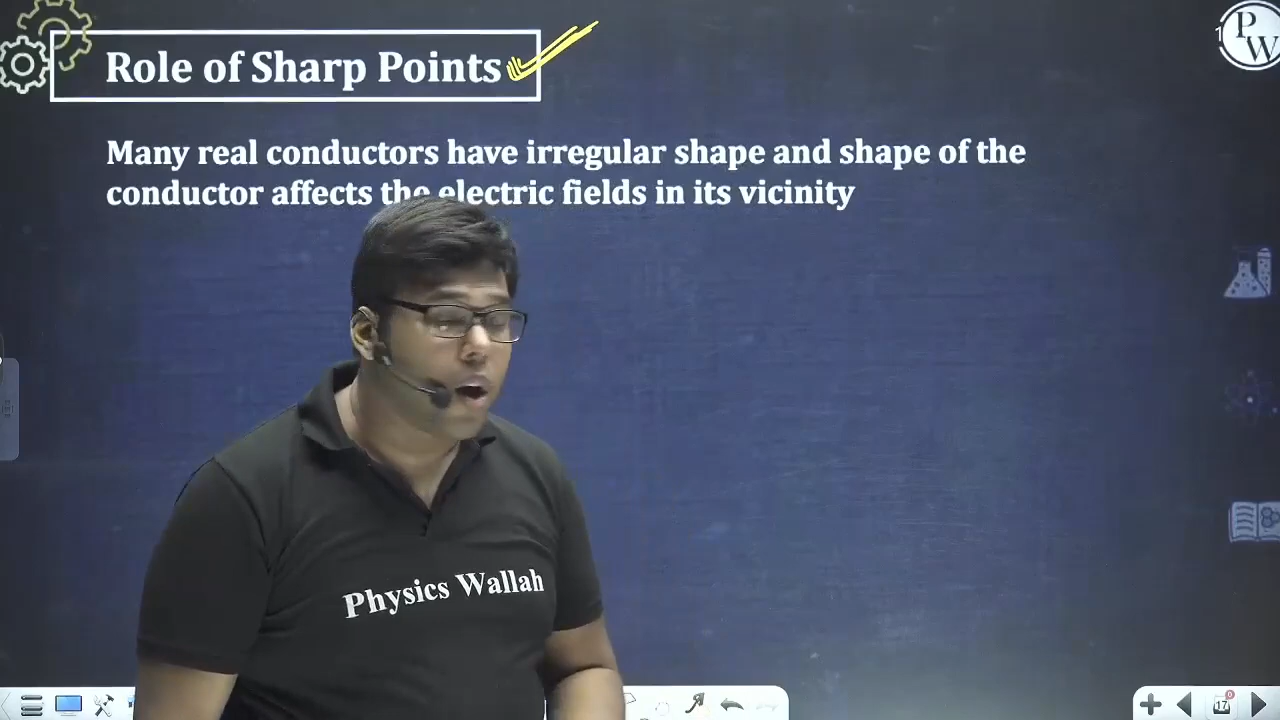 Role of Sharp Points
PW
Many real conductors have irregular shape and shape of the
conductor affects the electric fields in its vicinity
Physics Wallah
17